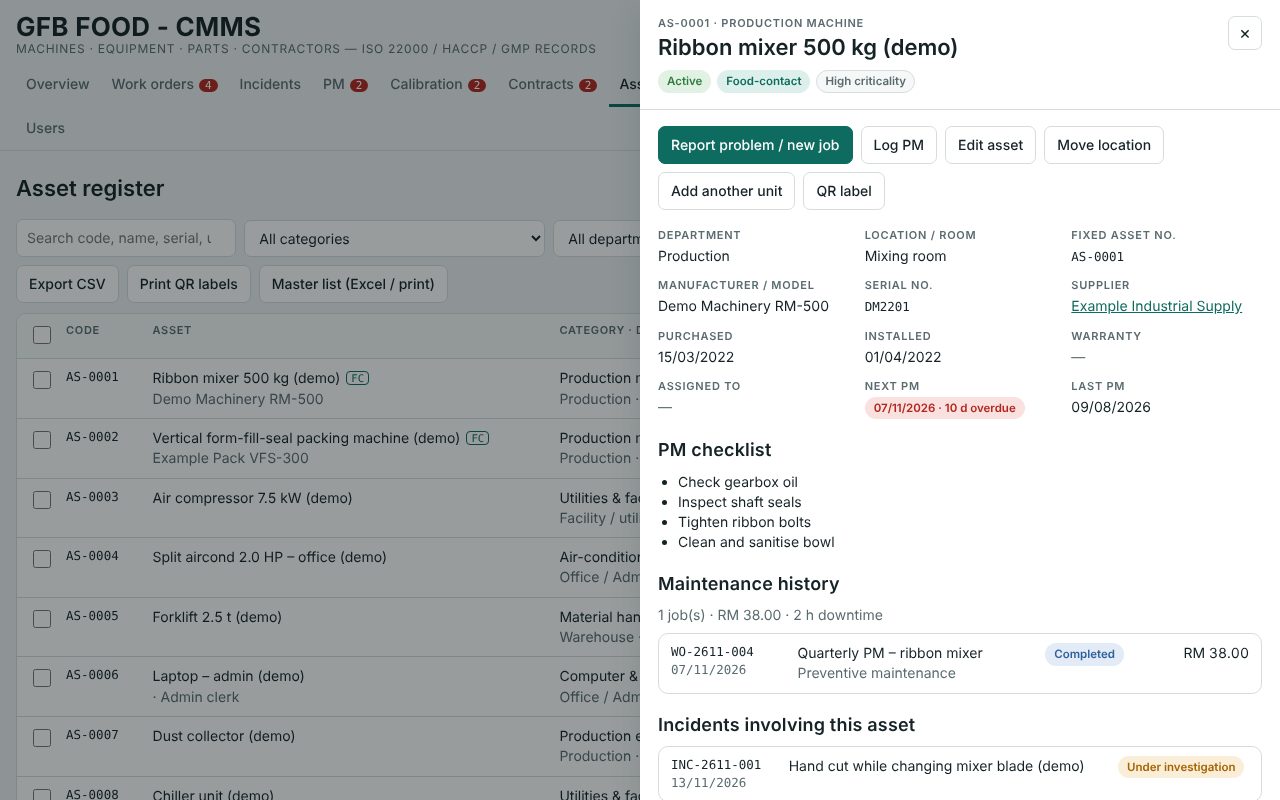 GFB FOOD - CMMS
MACHINES · EQUIPMENT · PARTS · CONTRACTORS — ISO 22000 / HACCP / GMP RECORDS
Overview Work orders 4 Incidents PM 2 Calibration 2 Contracts 2
Users
Asset register
Search code, name, serial,
All categories
All
Export CSV Print QR labels Master list (Excel / print)
CODE ASSET CATEGORY ·
AS-0001 Ribbon mixer 500 kg (demo) FC Production
Demo Machinery RM-500 Production ·
AS-0002 Vertical form-fill-seal packing machine (demo) FC Production
Example Pack VFS-300 Production ·
AS-0003 Air compressor 7.5 kW (demo) Utilities &
Facility /
AS-0004 Split aircond 2.0 HP – office (demo)
Office /
AS-0005 Forklift 2.5 t (demo) Material
Warehouse
AS-0006 Laptop – admin (demo) Computer &
· Admin clerk Office /
AS-0007 Dust collector (demo) Production
Production ·
AS-0008 Chiller unit (demo) Utilities &
AS-0001 · PRODUCTION MACHINE
Ribbon mixer 500 kg (demo)
×
Active Food-contact High criticality
Report problem / new job Log PM Edit asset Move location
Add another unit QR label
DEPARTMENT LOCATION / ROOM FIXED ASSET NO.
Production Mixing room AS-0001
MANUFACTURER / MODEL SERIAL NO. SUPPLIER
Demo Machinery RM-500 DM2201 Example Industrial Supply
PURCHASED INSTALLED WARRANTY
15/03/2022 01/04/2022 —
ASSIGNED TO NEXT PM LAST PM
— 07/11/2026 · 10 d overdue 09/08/2026
PM checklist
• Check gearbox oil
• Inspect shaft seals
• Tighten ribbon bolts
• Clean and sanitise bowl
Maintenance history
1 job(s) · RM 38.00 · 2 h downtime
WO-2611-004 Quarterly PM – ribbon mixer Completed RM 38.00
07/11/2026 Preventive maintenance
Incidents involving this asset
INC-2611-001 Hand cut while changing mixer blade (demo) Under investigation
13/11/2026